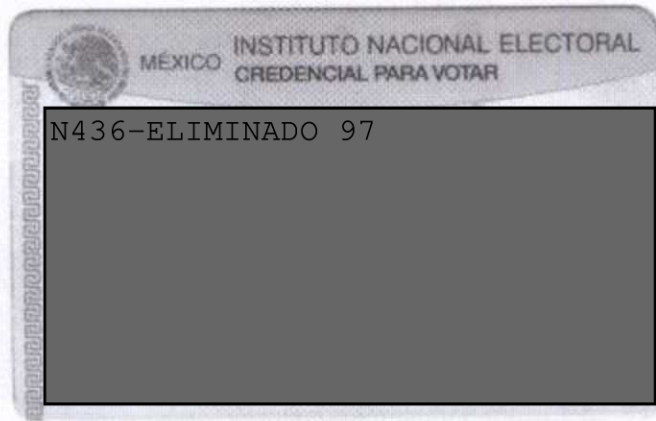 MÉXICO INSTITUTO NACIONAL ELECTORAL
CREDENCIAL PARA VOTAR
N436-ELIMINADO 97